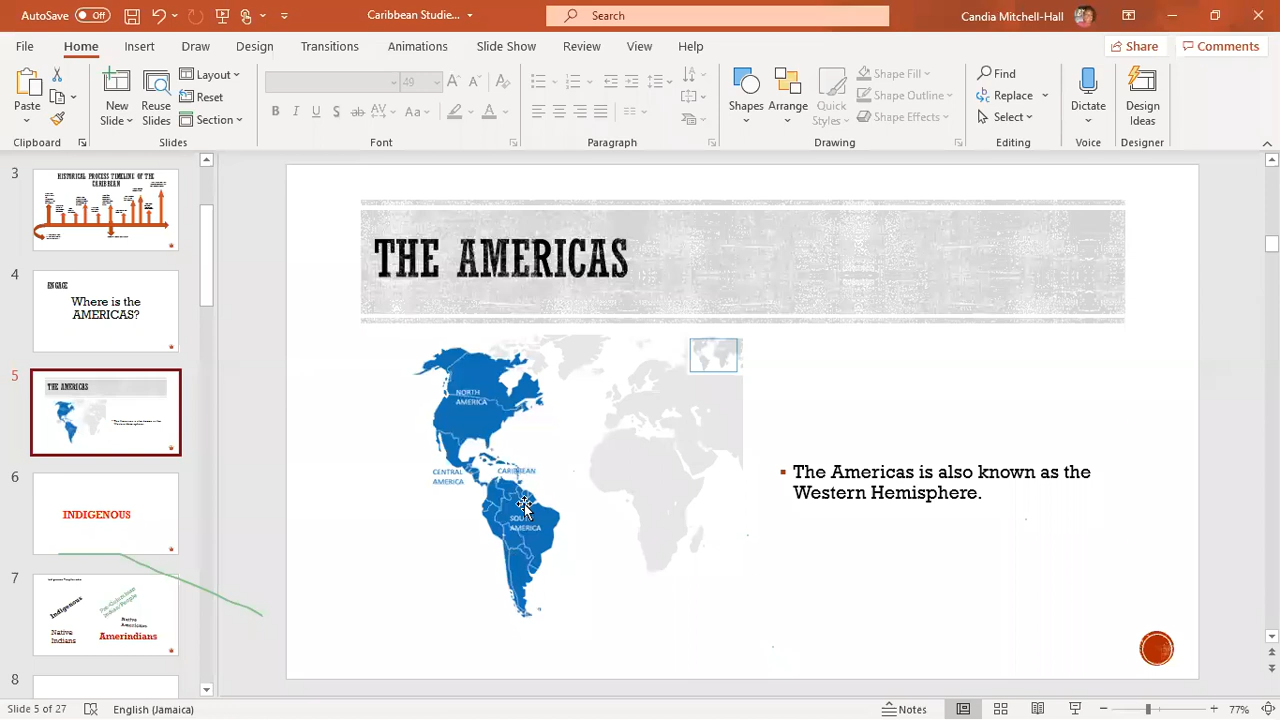 AutoSave Off Caribbean Studie... Search Candia Mitchell-Hall
File Home Insert Draw Design Transitions Animations Slide Show Review View Help Share Comments
Paste New Slide Reuse Slides Layout Reset Section 49 Shapes Arrange Quick Styles Shape Fill Shape Outline Shape Effects Find Replace Select Dictate Design Ideas
Clipboard Slides Font Paragraph Drawing Editing Voice Designer
3
HISTORICAL PROCESS TIMELINE OF THE
CARIBBEAN
4
ENGAGE
Where is the
AMERICAS?
5
THE AMERICAS
6
INDIGENOUS
7
Indigenous
Native
Indians
Amerindians
8
THE AMERICAS
NORTH
AMERICA
CENTRAL
AMERICA
CARIBBEAN
SOUTH
AMERICA
The Americas is also known as the
Western Hemisphere.
Slide 5 of 27 English (Jamaica) Notes 77%